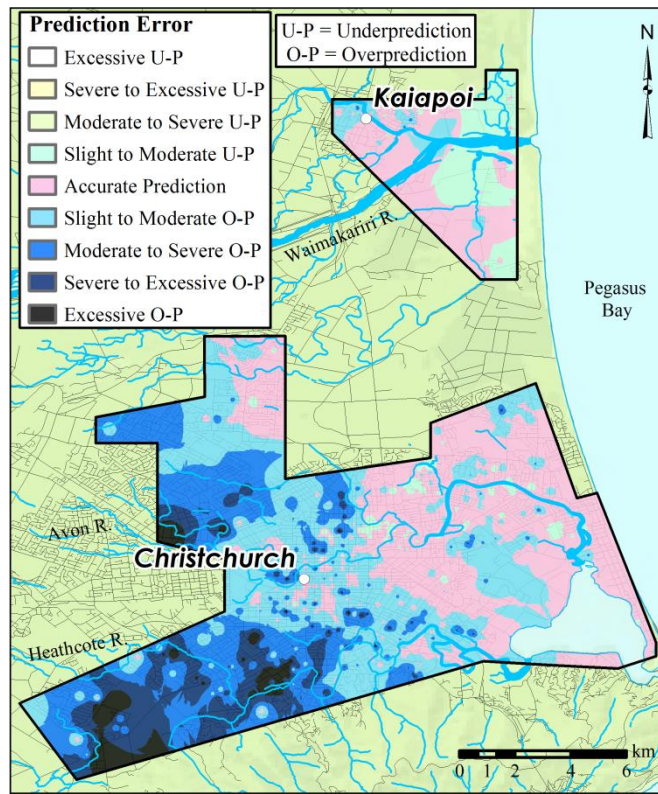 Prediction Error
Excessive U-P
Severe to Excessive U-P
Moderate to Severe U-P
Slight to Moderate U-P
Accurate Prediction
Slight to Moderate O-P
Moderate to Severe O-P
Severe to Excessive O-P
Excessive O-P
U-P = Underprediction
O-P = Overprediction
N
Kaiapoi
Waimakariri R.
Pegasus
Bay
Avon R.
Christchurch
Heathcote R.
km
0 1 2 4 6